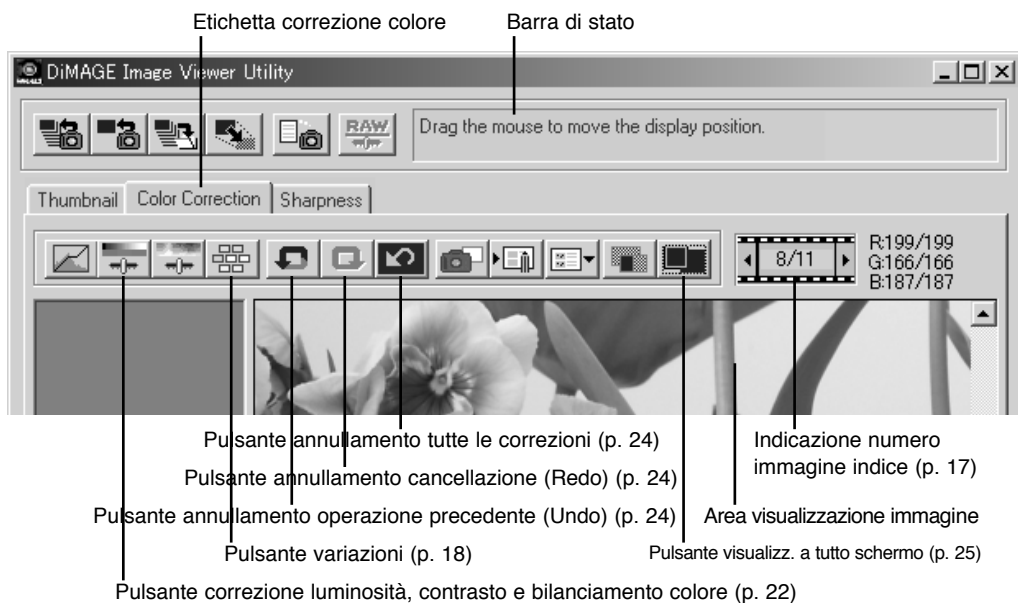 Etichetta correzione colore
Barra di stato
DiMAGE Image Viewer Utility
RAW
Drag the mouse to move the display position.
Thumbnail
Color Correction
Sharpness
8/11
R:199/199
G:166/166
B:187/187
Pulsante annullamento tutte le correzioni (p. 24)
Indicazione numero
immagine indice (p. 17)
Pulsante annullamento cancellazione (Redo) (p. 24)
Pulsante annullamento operazione precedente (Undo) (p. 24)
Area visualizzazione immagine
Pulsante variazioni (p. 18)
Pulsante visualizz. a tutto schermo (p. 25)
Pulsante correzione luminosità, contrasto e bilanciamento colore (p. 22)